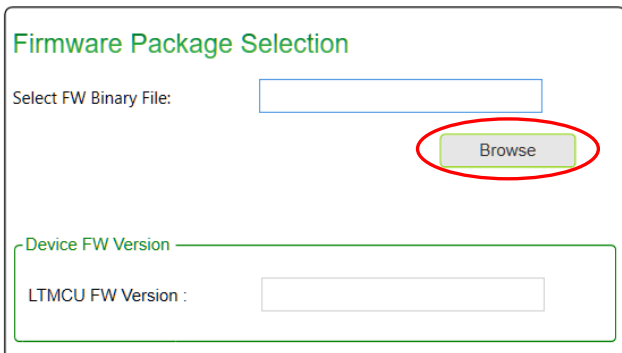 Firmware Package Selection
Select FW Binary File:
Browse
Device FW Version
LTMCU FW Version :